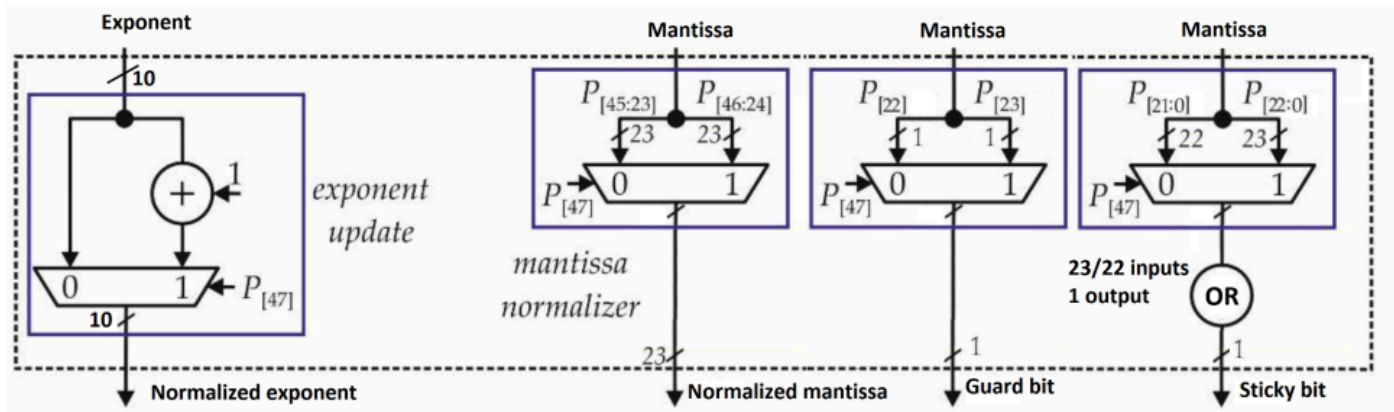 Exponent
Mantissa
Mantissa
Mantissa
10
P[45:23] P[46:24]
P[22] P[23]
P[21:0] P[22:0]
23 23
1 1
22 23
+ 1
exponent
update
P[47] 0 1
P[47] 0 1
P[47] 0 1
0 1 P[47]
10
mantissa
normalizer
23/22 inputs
1 output
OR
23
1
1
Normalized exponent
Normalized mantissa
Guard bit
Sticky bit